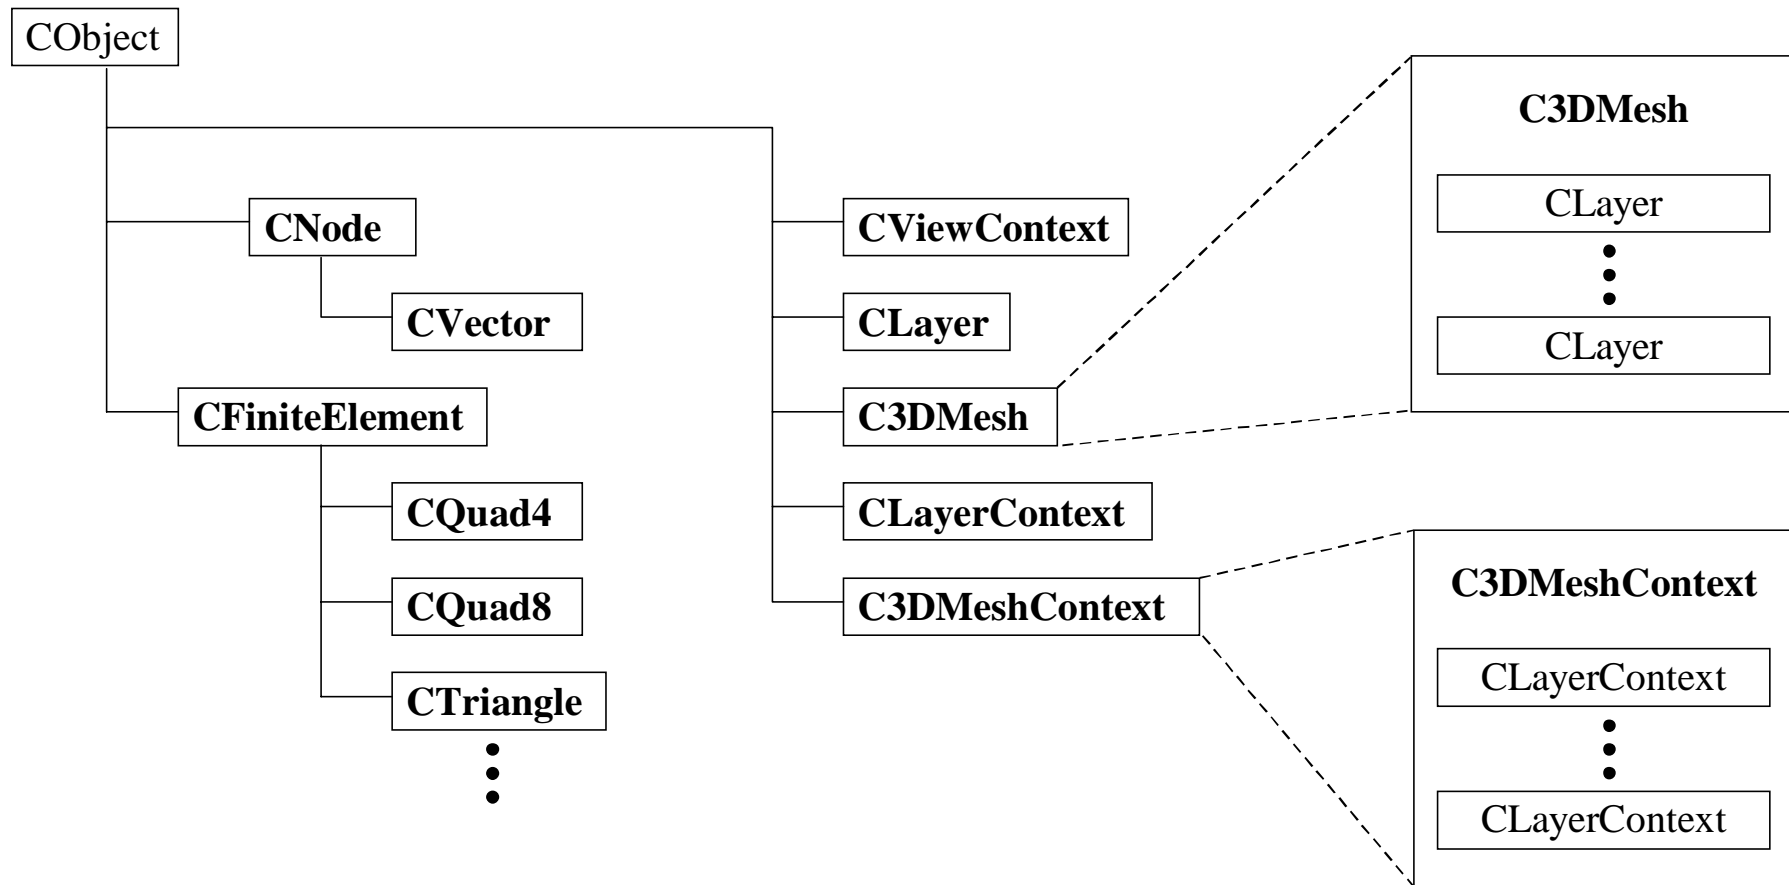 CObject
CNode
CVector
CFiniteElement
CQuad4
CQuad8
CTriangle
CViewContext
CLayer
C3DMesh
CLayerContext
C3DMeshContext
C3DMesh
CLayer
CLayer
C3DMeshContext
CLayerContext
CLayerContext